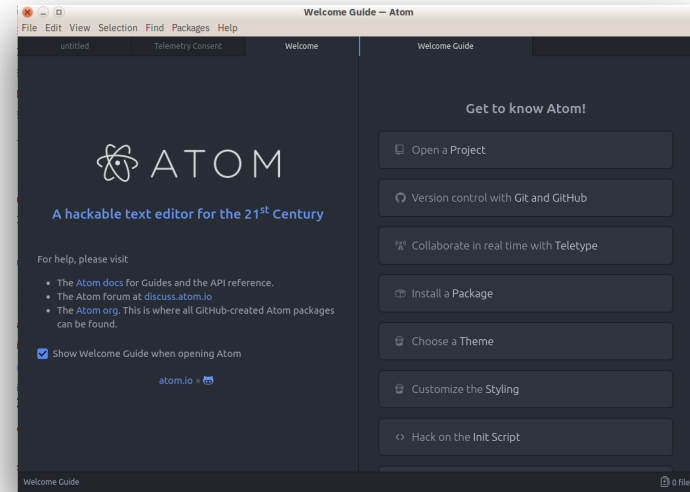 Welcome Guide — Atom
File Edit View Selection Find Packages Help
untitled Telemetry Consent Welcome Welcome Guide
ATOM
A hackable text editor for the 21st Century
For help, please visit
• The Atom docs for Guides and the API reference.
• The Atom forum at discuss.atom.io
• The Atom org. This is where all GitHub-created Atom packages
can be found.
Show Welcome Guide when opening Atom
atom.io ×
Get to know Atom!
Open a Project
Version control with Git and GitHub
Collaborate in real time with Teletype
Install a Package
Choose a Theme
Customize the Styling
Hack on the Init Script
Welcome Guide
0 file